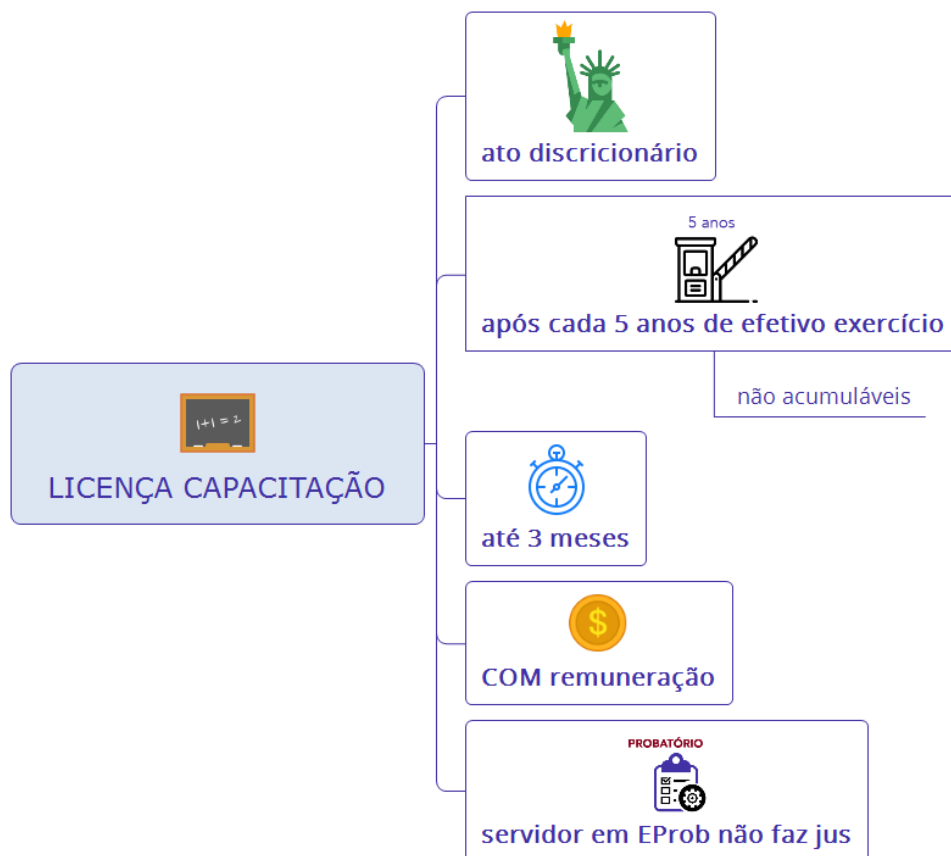 ato discricionário
5 anos
após cada 5 anos de efetivo exercício
não acumuláveis
1+1=2
LICENÇA CAPACITAÇÃO
até 3 meses
$
COM remuneração
PROBATÓRIO
servidor em EProb não faz jus